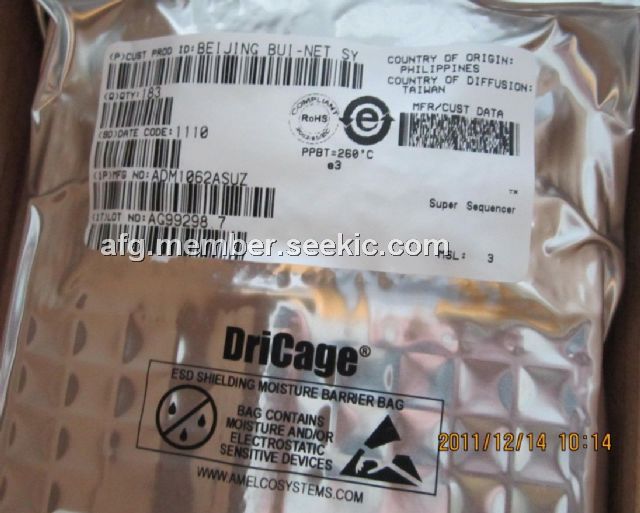 (P)CUST PROD ID:BEIJING BUI-NET SY
(Q)QTY:183
(9D)DATE CODE:1110
(1P)MFG NO:ADM1062ASUZ
(1T)LOT NO:AG99298 7
COUNTRY OF ORIGIN:
PHILIPPINES
COUNTRY OF DIFFUSION:
TAIWAN
MFR/CUST DATA
COMPLIANT
RoHS
e
PPBT=260°C
e3
™
Super Sequencer
MSL: 3
afg.member.seekic.com
DriCage®
ESD SHIELDING MOISTURE BARRIER BAG
BAG CONTAINS
MOISTURE AND/OR
ELECTROSTATIC
SENSITIVE DEVICES
WWW.AMELCOSYSTEMS.COM
2011/12/14 10:14